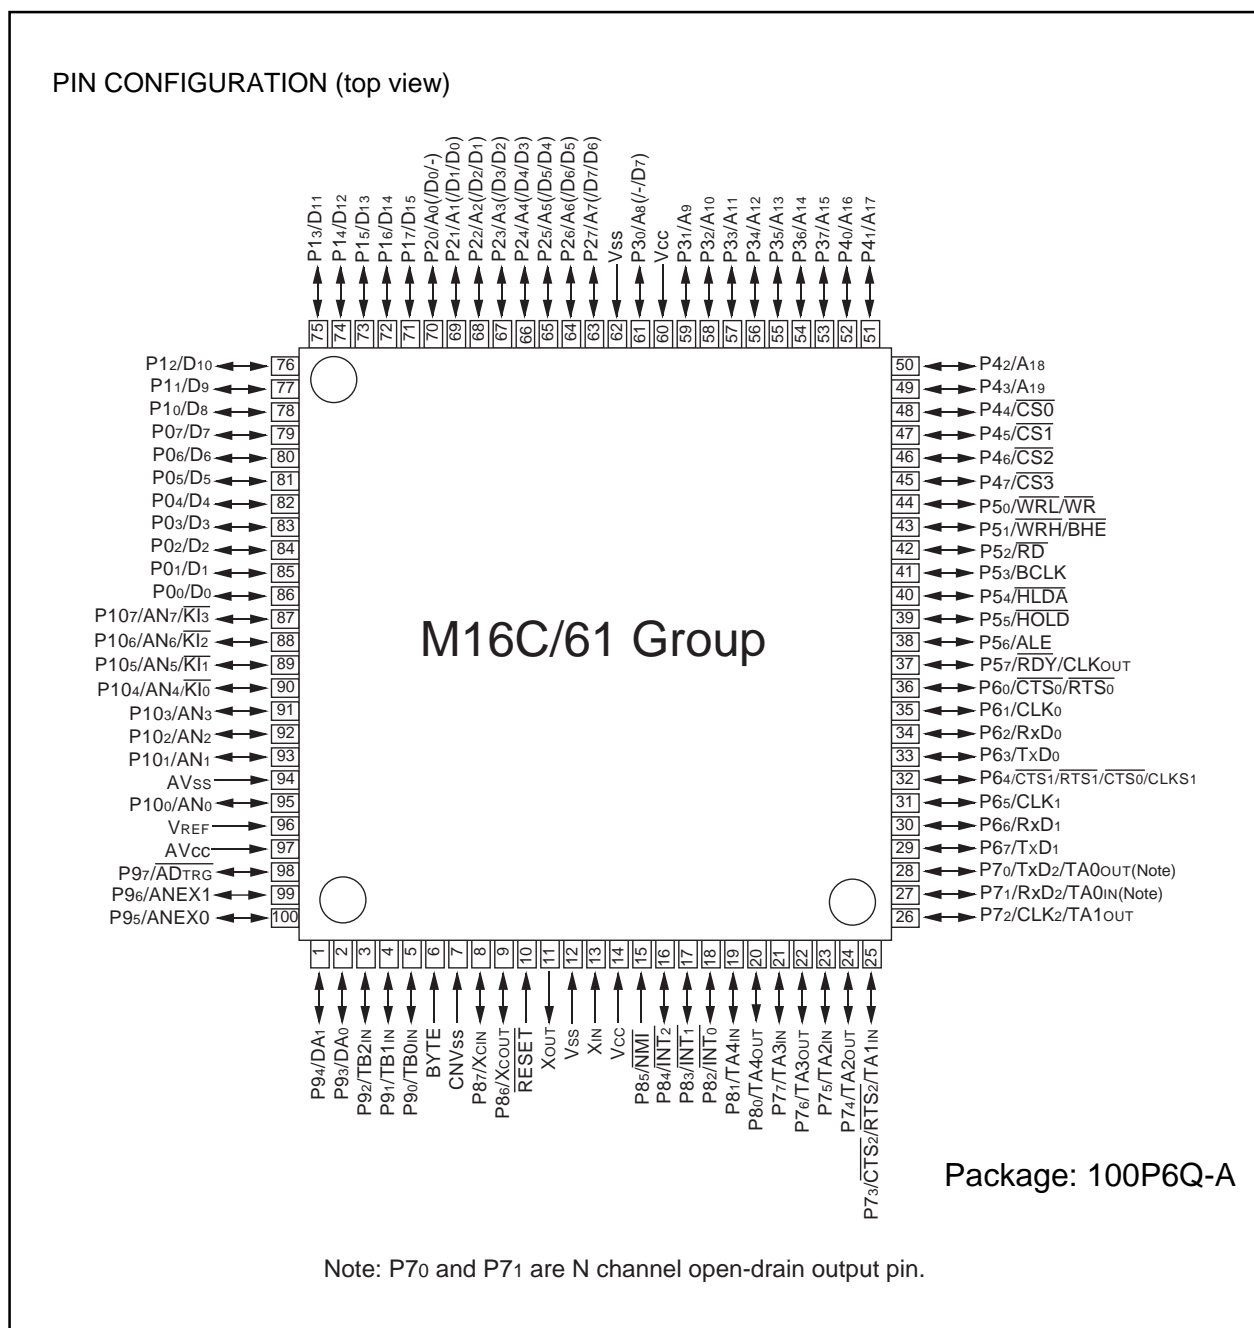 PIN CONFIGURATION (top view)
P13/D11
P14/D12
P15/D13
P16/D14
P17/D15
P20/A0(/D0/-)
P21/A1(/D1/D0)
P22/A2(/D2/D1)
P23/A3(/D3/D2)
P24/A4(/D4/D3)
P25/A5(/D5/D4)
P26/A6(/D6/D5)
P27/A7(/D7/D6)
Vss
P30/A8(/-/D7)
Vcc
P31/A9
P32/A10
P33/A11
P34/A12
P35/A13
P36/A14
P37/A15
P40/A16
P41/A17
75 74 73 72 71 70 69 68 67 66 65 64 63 62 61 60 59 58 57 56 55 54 53 52 51
P12/D10 76
P11/D9 77
P10/D8 78
P07/D7 79
P06/D6 80
P05/D5 81
P04/D4 82
P03/D3 83
P02/D2 84
P01/D1 85
P00/D0 86
P107/AN7/KI3 87
P106/AN6/KI2 88
P105/AN5/KI1 89
P104/AN4/KI0 90
P103/AN3 91
P102/AN2 92
P101/AN1 93
AVSS 94
P100/AN0 95
VREF 96
AVcc 97
P97/ADTRG 98
P96/ANEX1 99
P95/ANEX0 100
M16C/61 Group
50 P42/A18
49 P43/A19
48 P44/CS0
47 P45/CS1
46 P46/CS2
45 P47/CS3
44 P50/WRL/WR
43 P51/WRH/BHE
42 P52/RD
41 P53/BCLK
40 P54/HLDA
39 P55/HOLD
38 P56/ALE
37 P57/RDY/CLKOUT
36 P60/CTS0/RTS0
35 P61/CLK0
34 P62/RxD0
33 P63/TxD0
32 P64/CTS1/RTS1/CTS0/CLKS1
31 P65/CLK1
30 P66/RxD1
29 P67/TxD1
28 P70/TxD2/TA0OUT(Note)
27 P71/RxD2/TA0IN(Note)
26 P72/CLK2/TA1OUT
1 2 3 4 5 6 7 8 9 10 11 12 13 14 15 16 17 18 19 20 21 22 23 24 25
P94/DA1
P93/DA0
P92/TB2IN
P91/TB1IN
P90/TB0IN
BYTE
CNVss
P87/XCIN
P86/XCOUT
RESET
XOUT
VSS
XIN
VCC
P85/NMI
P84/INT2
P83/INT1
P82/INT0
P81/TA4IN
P80/TA4OUT
P77/TA3IN
P76/TA3OUT
P75/TA2IN
P74/TA2OUT
P73/CTS2/RTS2/TA1IN
Package: 100P6Q-A
Note: P70 and P71 are N channel open-drain output pin.